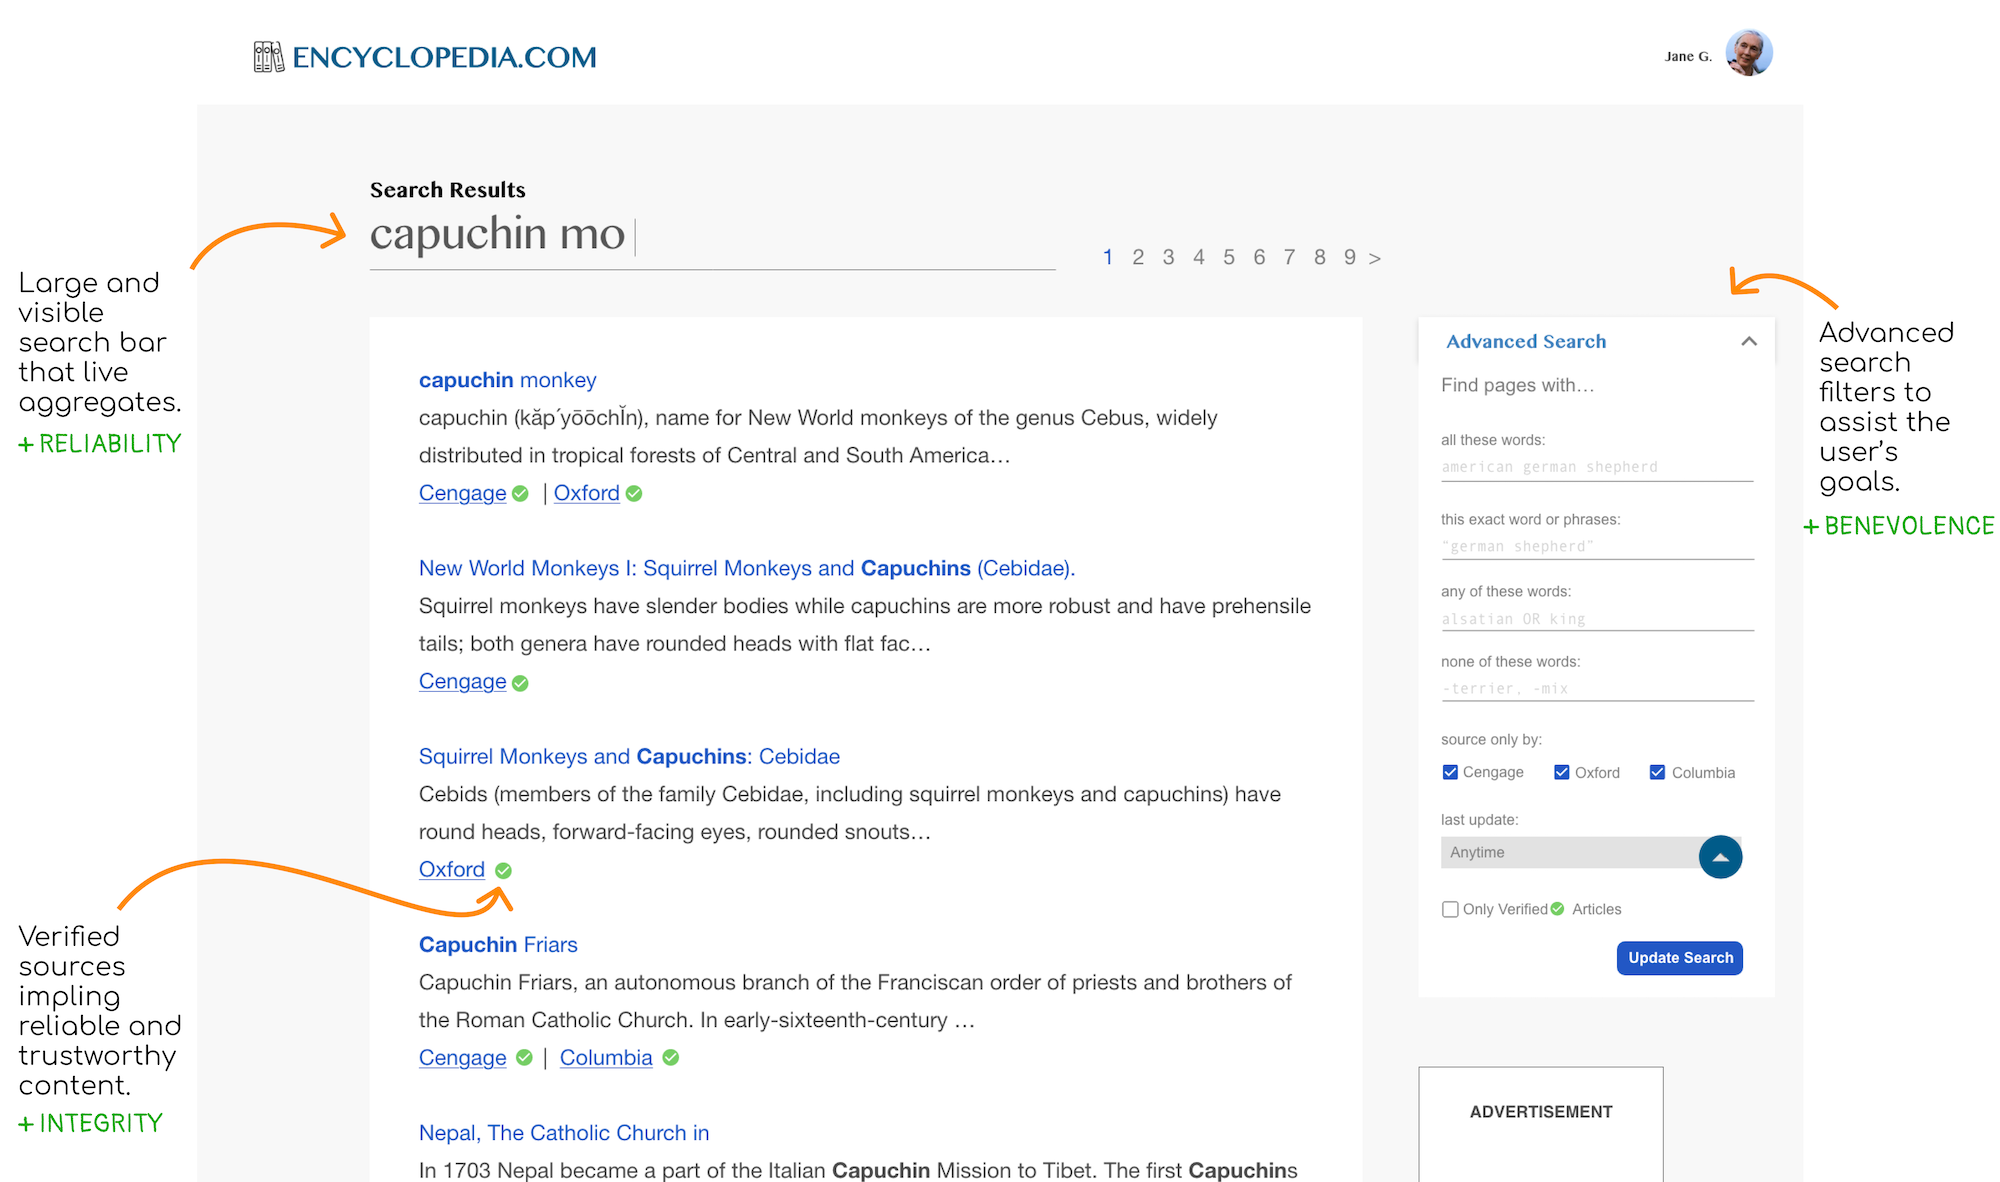 ENCYCLOPEDIA.COM
Jane G.
Search Results
capuchin mo
1 2 3 4 5 6 7 8 9 >
Large and
visible
search bar
that live
aggregates.
+ RELIABILITY
capuchin monkey
capuchin (kăp´yōōchĬn), name for New World monkeys of the genus Cebus, widely
distributed in tropical forests of Central and South America…
Cengage | Oxford
New World Monkeys I: Squirrel Monkeys and Capuchins (Cebidae).
Squirrel monkeys have slender bodies while capuchins are more robust and have prehensile
tails; both genera have rounded heads with flat fac…
Cengage
Squirrel Monkeys and Capuchins: Cebidae
Cebids (members of the family Cebidae, including squirrel monkeys and capuchins) have
round heads, forward-facing eyes, rounded snouts…
Oxford
Verified
sources
impling
reliable and
trustworthy
content.
+ INTEGRITY
Capuchin Friars
Capuchin Friars, an autonomous branch of the Franciscan order of priests and brothers of
the Roman Catholic Church. In early-sixteenth-century …
Cengage | Columbia
Nepal, The Catholic Church in
In 1703 Nepal became a part of the Italian Capuchin Mission to Tibet. The first Capuchins
Advanced Search
Find pages with…
all these words:
american german shepherd
this exact word or phrases:
"german shepherd"
any of these words:
alsatian OR king
none of these words:
-terrier, -mix
source only by:
Cengage Oxford Columbia
last update:
Anytime
Only Verified Articles
Update Search
Advanced
search
filters to
assist the
user's
goals.
+ BENEVOLENCE
ADVERTISEMENT